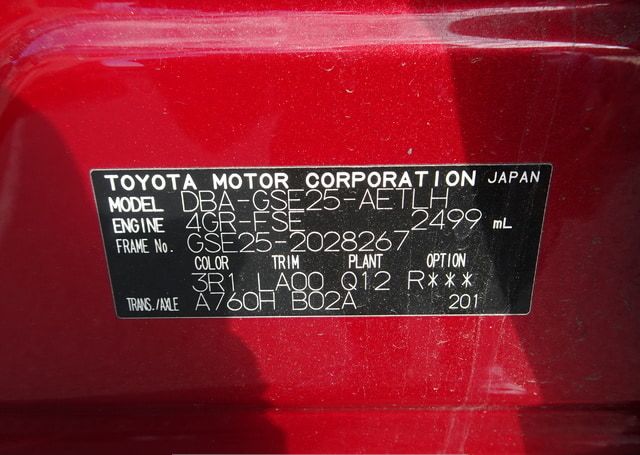 TOYOTA MOTOR CORPORATION JAPAN
MODEL DBA-GSE25-AETLH
ENGINE 4GR-FSE 2499 mL
FRAME No. GSE25-2028267
COLOR TRIM PLANT OPTION
3R1 LA00 Q12 R***
TRANS./AXLE A760H B02A 201